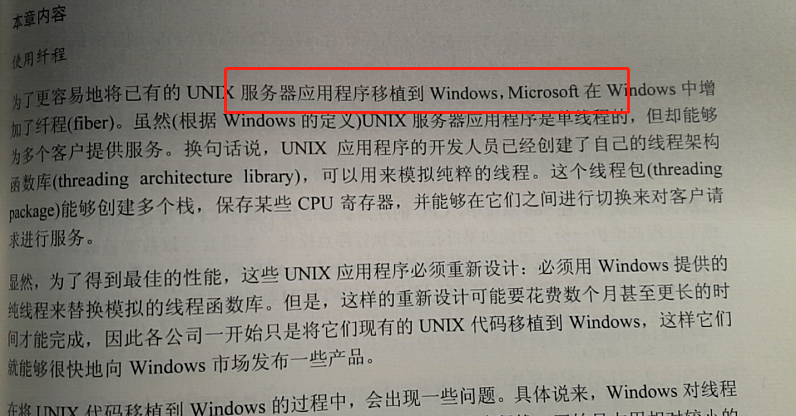 本章内容
使用纤程
为了更容易地将已有的 UNIX 服务器应用程序移植到 Windows，Microsoft 在 Windows 中增
加了纤程(fiber)。虽然(根据 Windows 的定义)UNIX 服务器应用程序是单线程的，但却能够
为多个客户提供服务。换句话说，UNIX 应用程序的开发人员已经创建了自己的线程架构
函数库(threading architecture library)，可以用来模拟纯粹的线程。这个线程包(threading
package)能够创建多个栈，保存某些 CPU 寄存器，并能够在它们之间进行切换来对客户请
求进行服务。
显然，为了得到最佳的性能，这些 UNIX 应用程序必须重新设计：必须用 Windows 提供的
纯线程来替换模拟的线程函数库。但是，这样的重新设计可能要花费数个月甚至更长的时
间才能完成，因此各公司一开始只是将它们现有的 UNIX 代码移植到 Windows，这样它们
就能够很快地向 Windows 市场发布一些产品。
在将 UNIX 代码移植到 Windows 的过程中，会出现一些问题。具体说来，Windows 对线程